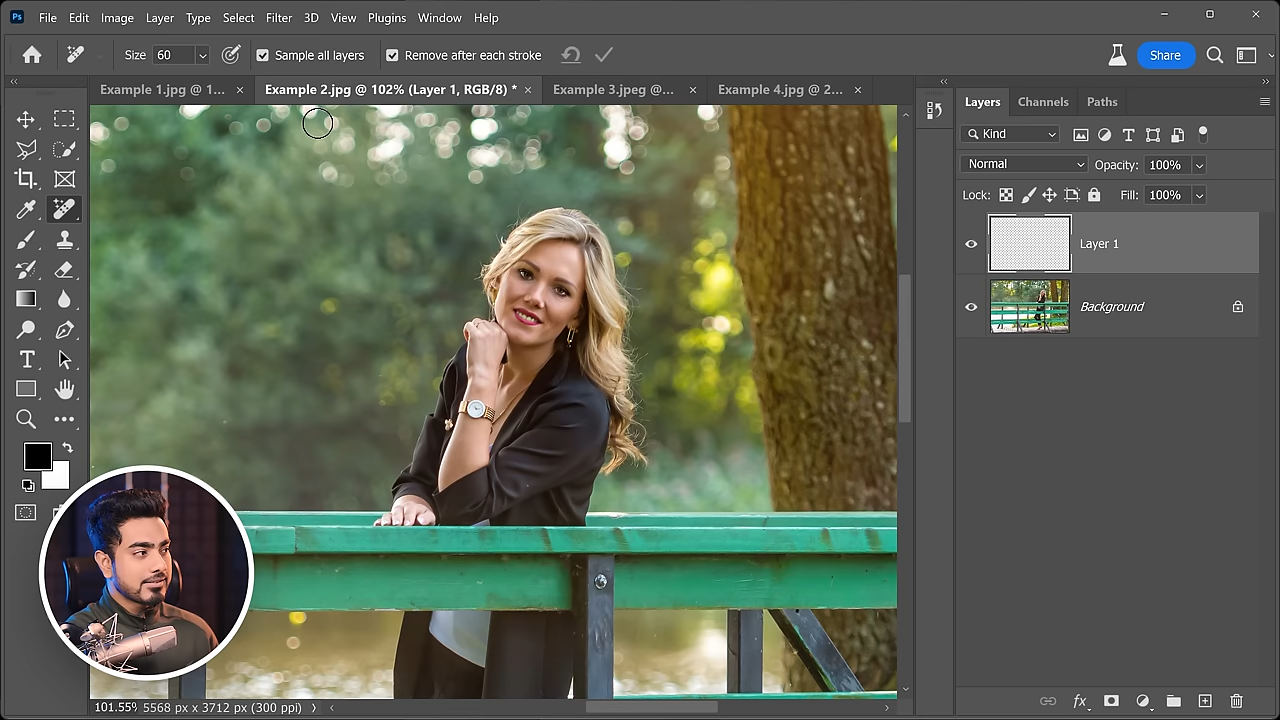 Ps File Edit Image Layer Type Select Filter 3D View Plugins Window Help
Size 60 Sample all layers Remove after each stroke Share
Example 1.jpg @ 1... × Example 2.jpg @ 102% (Layer 1, RGB/8) * × Example 3.jpeg @... × Example 4.jpg @ 2... ×
Layers Channels Paths
Kind
Normal Opacity: 100%
Lock: Fill: 100%
Layer 1
Background
101.55% 5568 px x 3712 px (300 ppi)
fx